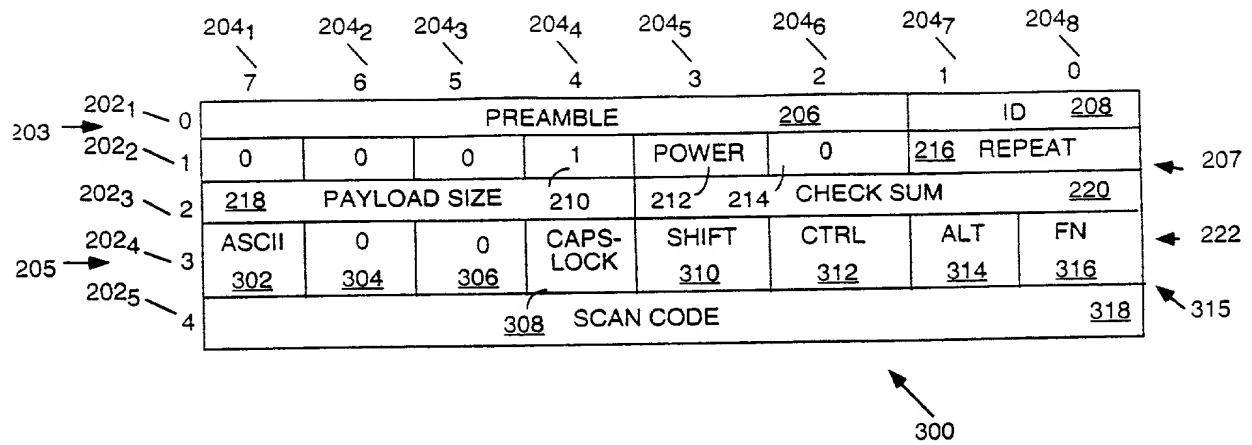 204₁ 204₂ 204₃ 204₄ 204₅ 204₆ 204₇ 204₈
7 6 5 4 3 2 1 0
202₁ 0 PREAMBLE 206 ID 208
203
202₂ 1 0 0 0 1 POWER 0 216 REPEAT
207
202₃ 2 218 PAYLOAD SIZE 210 212 214 CHECK SUM 220
202₄ 3 ASCII 0 0 CAPS- SHIFT CTRL ALT FN 222
205 302 304 306 LOCK 310 312 314 316
315
202₅ 4 308 SCAN CODE 318
300